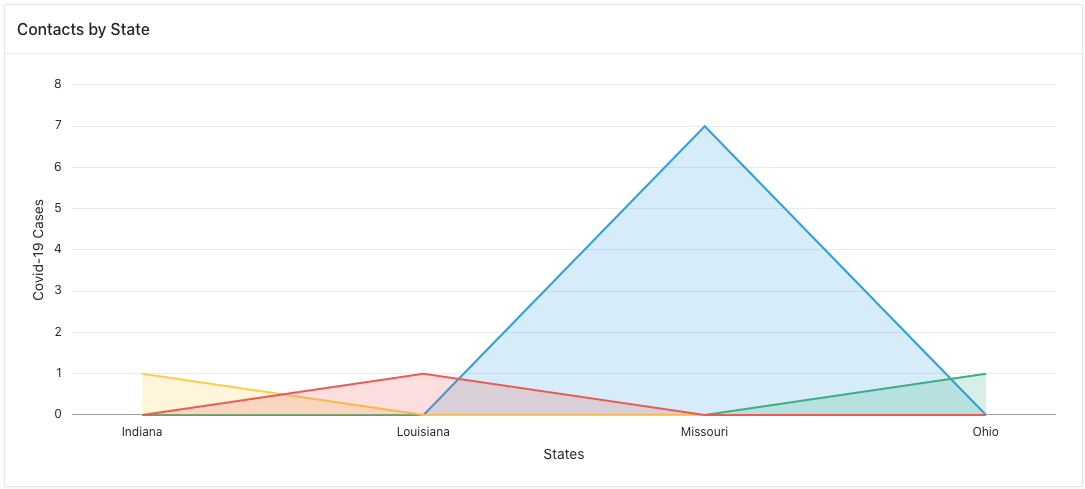 Contacts by State
8
7
6
5
4
3
2
1
0
Covid-19 Cases
Indiana Louisiana Missouri Ohio
States